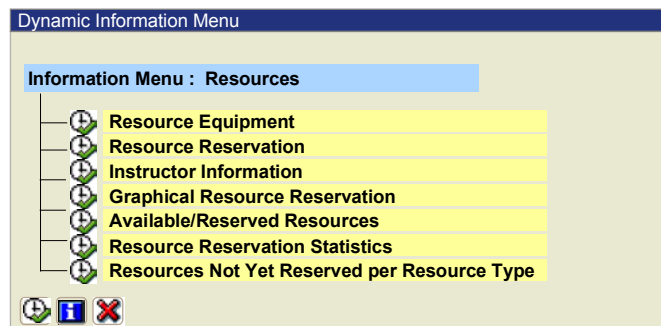 Dynamic Information Menu
Information Menu : Resources
Resource Equipment
Resource Reservation
Instructor Information
Graphical Resource Reservation
Available/Reserved Resources
Resource Reservation Statistics
Resources Not Yet Reserved per Resource Type